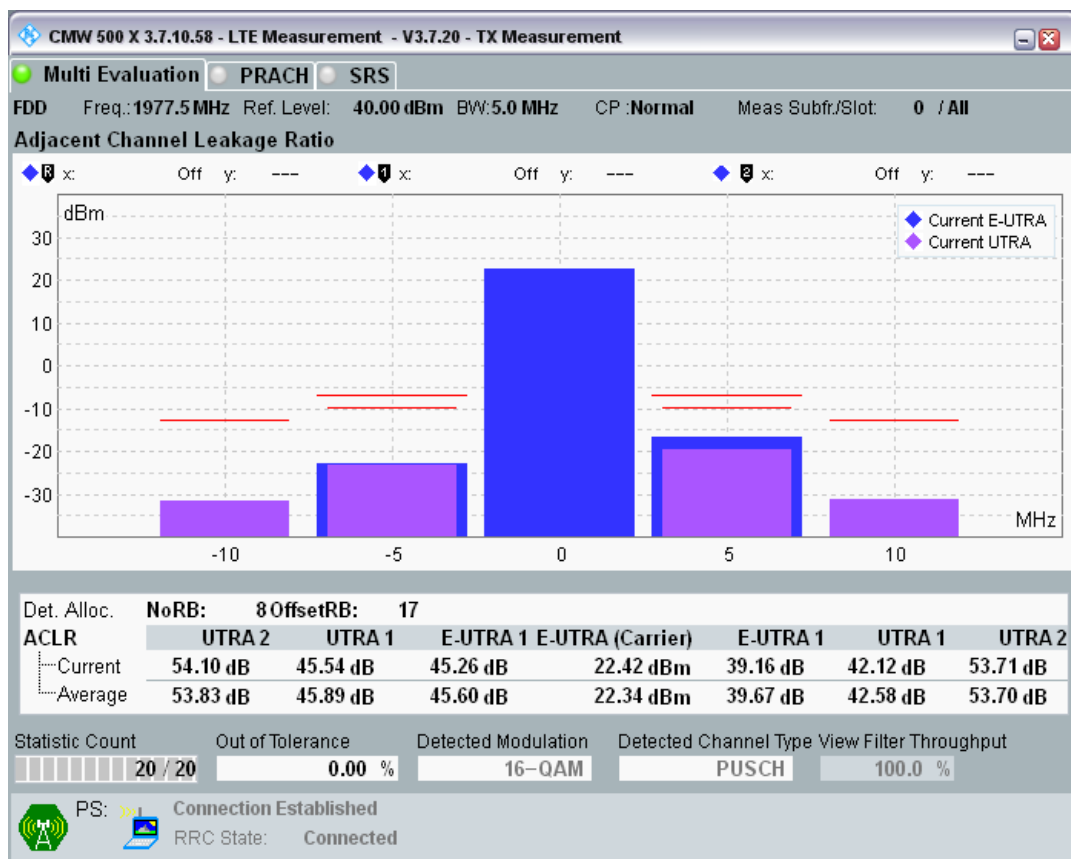 CMW 500 X 3.7.10.58 - LTE Measurement - V3.7.20 - TX Measurement
Multi Evaluation PRACH SRS
FDD Freq.: 1977.5 MHz Ref. Level: 40.00 dBm BW: 5.0 MHz CP : Normal Meas Subfr./Slot: 0 / All
Adjacent Channel Leakage Ratio
R x: Off y: --- 1 x: Off y: --- 2 x: Off y: ---
dBm
Current E-UTRA
Current UTRA
30
20
10
0
-10
-20
-30
MHz
-10 -5 0 5 10
Det. Alloc. NoRB: 8 OffsetRB: 17
ACLR UTRA 2 UTRA 1 E-UTRA 1 E-UTRA (Carrier) E-UTRA 1 UTRA 1 UTRA 2
Current 54.10 dB 45.54 dB 45.26 dB 22.42 dBm 39.16 dB 42.12 dB 53.71 dB
Average 53.83 dB 45.89 dB 45.60 dB 22.34 dBm 39.67 dB 42.58 dB 53.70 dB
Statistic Count Out of Tolerance Detected Modulation Detected Channel Type View Filter Throughput
20 / 20 0.00 % 16-QAM PUSCH 100.0 %
PS: Connection Established
RRC State: Connected